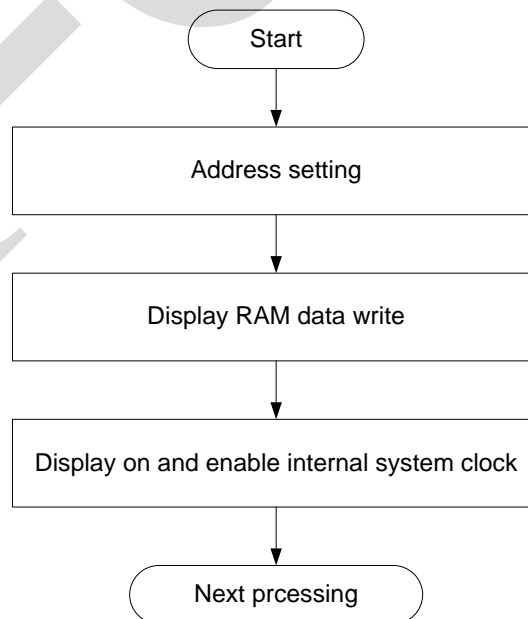 Start
Address setting
Display RAM data write
Display on and enable internal system clock
Next prcessing